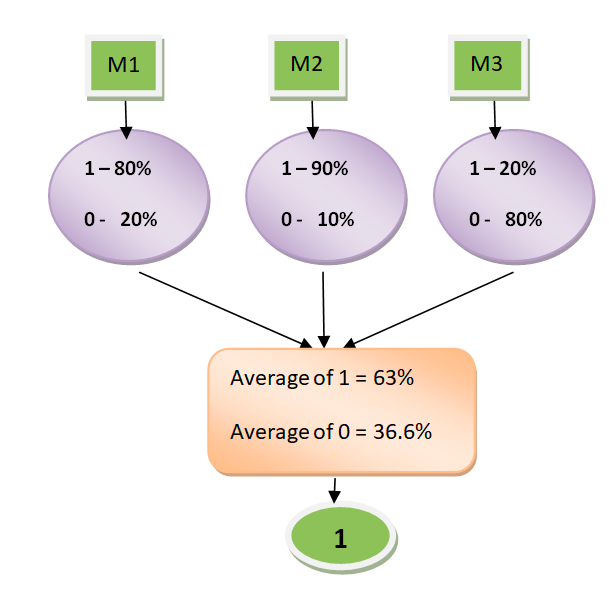 M1
M2
M3
1 – 80%
0 - 20%
1 – 90%
0 - 10%
1 – 20%
0 - 80%
Average of 1 = 63%
Average of 0 = 36.6%
1